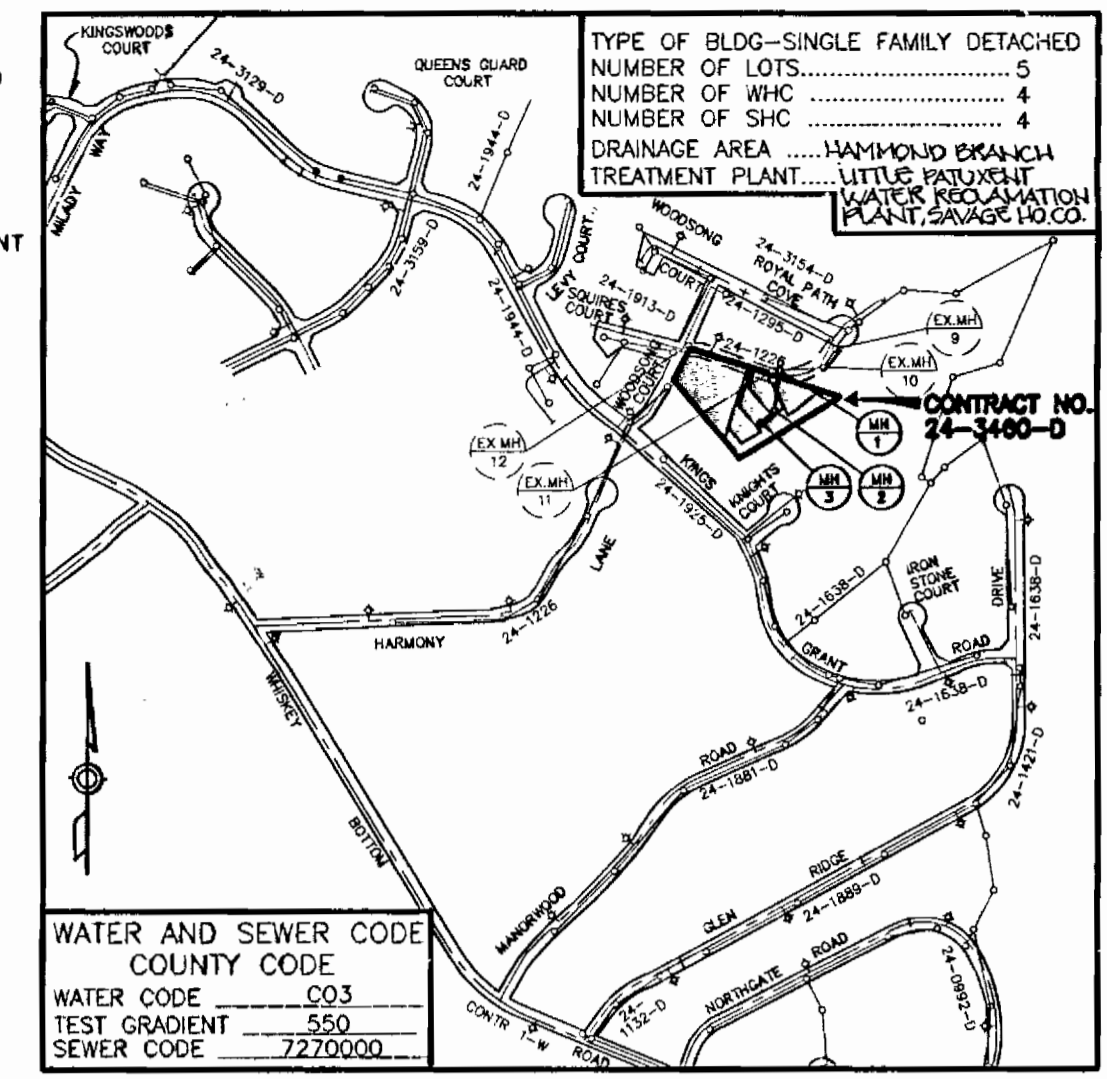 KINGSWOODS
COURT
24-3129-D
QUEENS GUARD
COURT
24-1944-D
MILADY
WAY
24-3159-D
TYPE OF BLDG-SINGLE FAMILY DETACHED
NUMBER OF LOTS.............................. 5
NUMBER OF WHC .............................. 4
NUMBER OF SHC .............................. 4
DRAINAGE AREA .....HAMMOND BRANCH
TREATMENT PLANT.....LITTLE PATUXENT
WATER RECLAMATION
PLANT, SAVAGE HO.CO.
NT
LEVY COURT
24-1944-D
SQUIRES
COURT
24-1913-D
WOODSONG
COURT
24-3154-D
ROYAL PATH
COVE
24-1295-D
24-1226
WOODSONG
COURT
EX.MH
9
EX.MH
10
CONTRACT NO.
24-3460-D
MH
1
MH
2
MH
3
EX MH
12
EX.MH
11
KINGS
24-1925-D
KNIGHTS
COURT
LANE
24-1226
HARMONY
24-1638-D
IRON
STONE
COURT
DRIVE
24-1638-D
GRANT
ROAD
24-1638-D
WHISKEY
BOTTOM
ROAD
24-1881-D
MANORWOOD
24-1421-D
GLEN
RIDGE
24-1889-D
NORTHGATE
ROAD
24-0992-D
24-
1132-D
CONTR
1-W
ROAD
WATER AND SEWER CODE
COUNTY CODE
WATER CODE C03
TEST GRADIENT 550
SEWER CODE 7270000